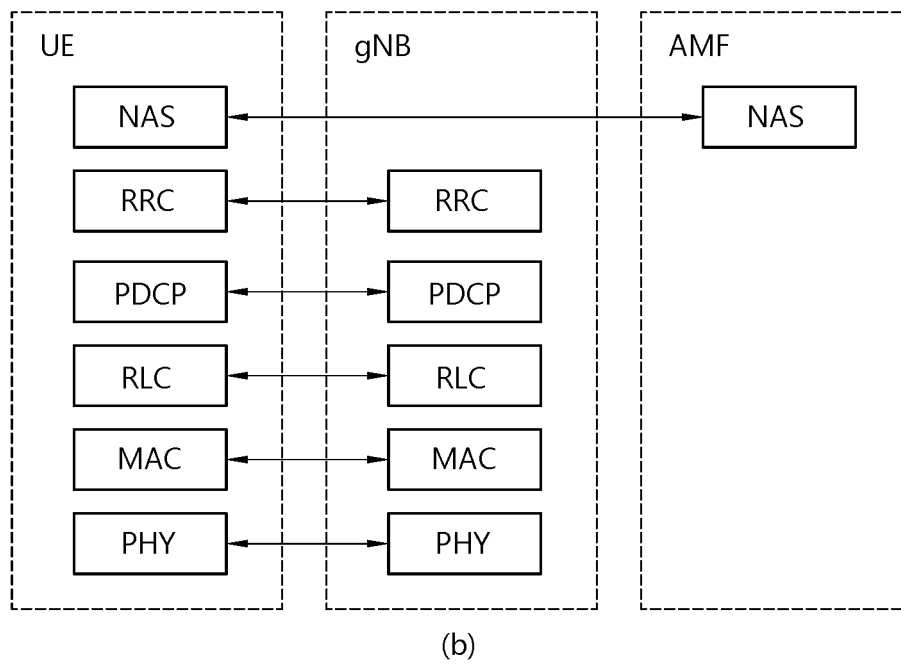 UE gNB AMF
NAS NAS
RRC RRC
PDCP PDCP
RLC RLC
MAC MAC
PHY PHY
(b)